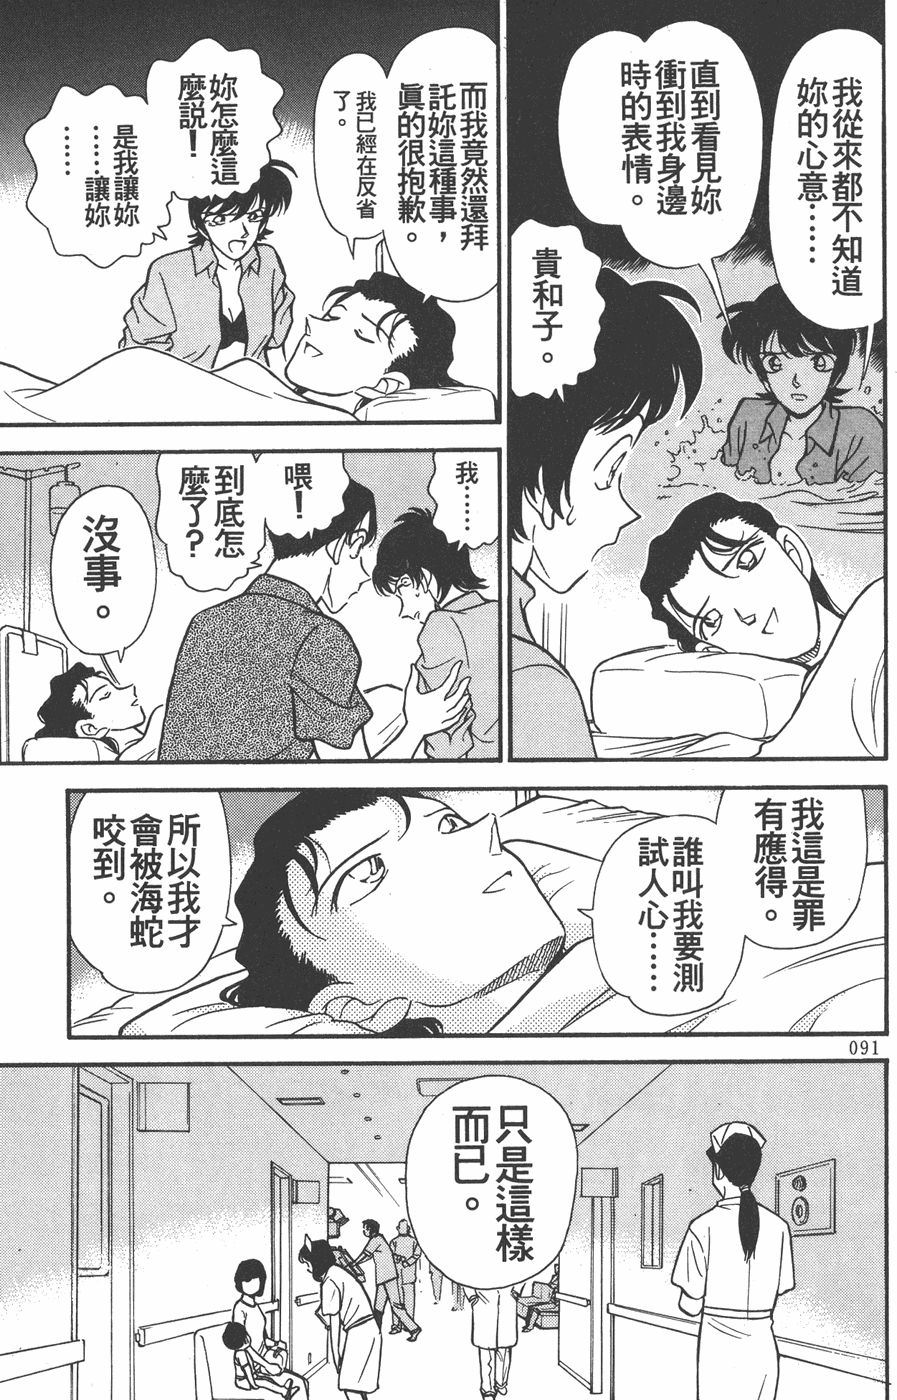 我從來都不知道
妳的心意……
直到看見妳
衝到我身邊
時的表情。
貴和子。
而我竟然還拜
託妳這種事，
真的很抱歉。
我已經在反省
了。
妳怎麼這
麼說！
是我讓妳
……讓妳
……
我……
喂！
到底怎
麼了？
沒事。
我這是罪
有應得。
誰叫我要測
試人心……
所以我才
會被海蛇
咬到。
091
只是這樣
而已。